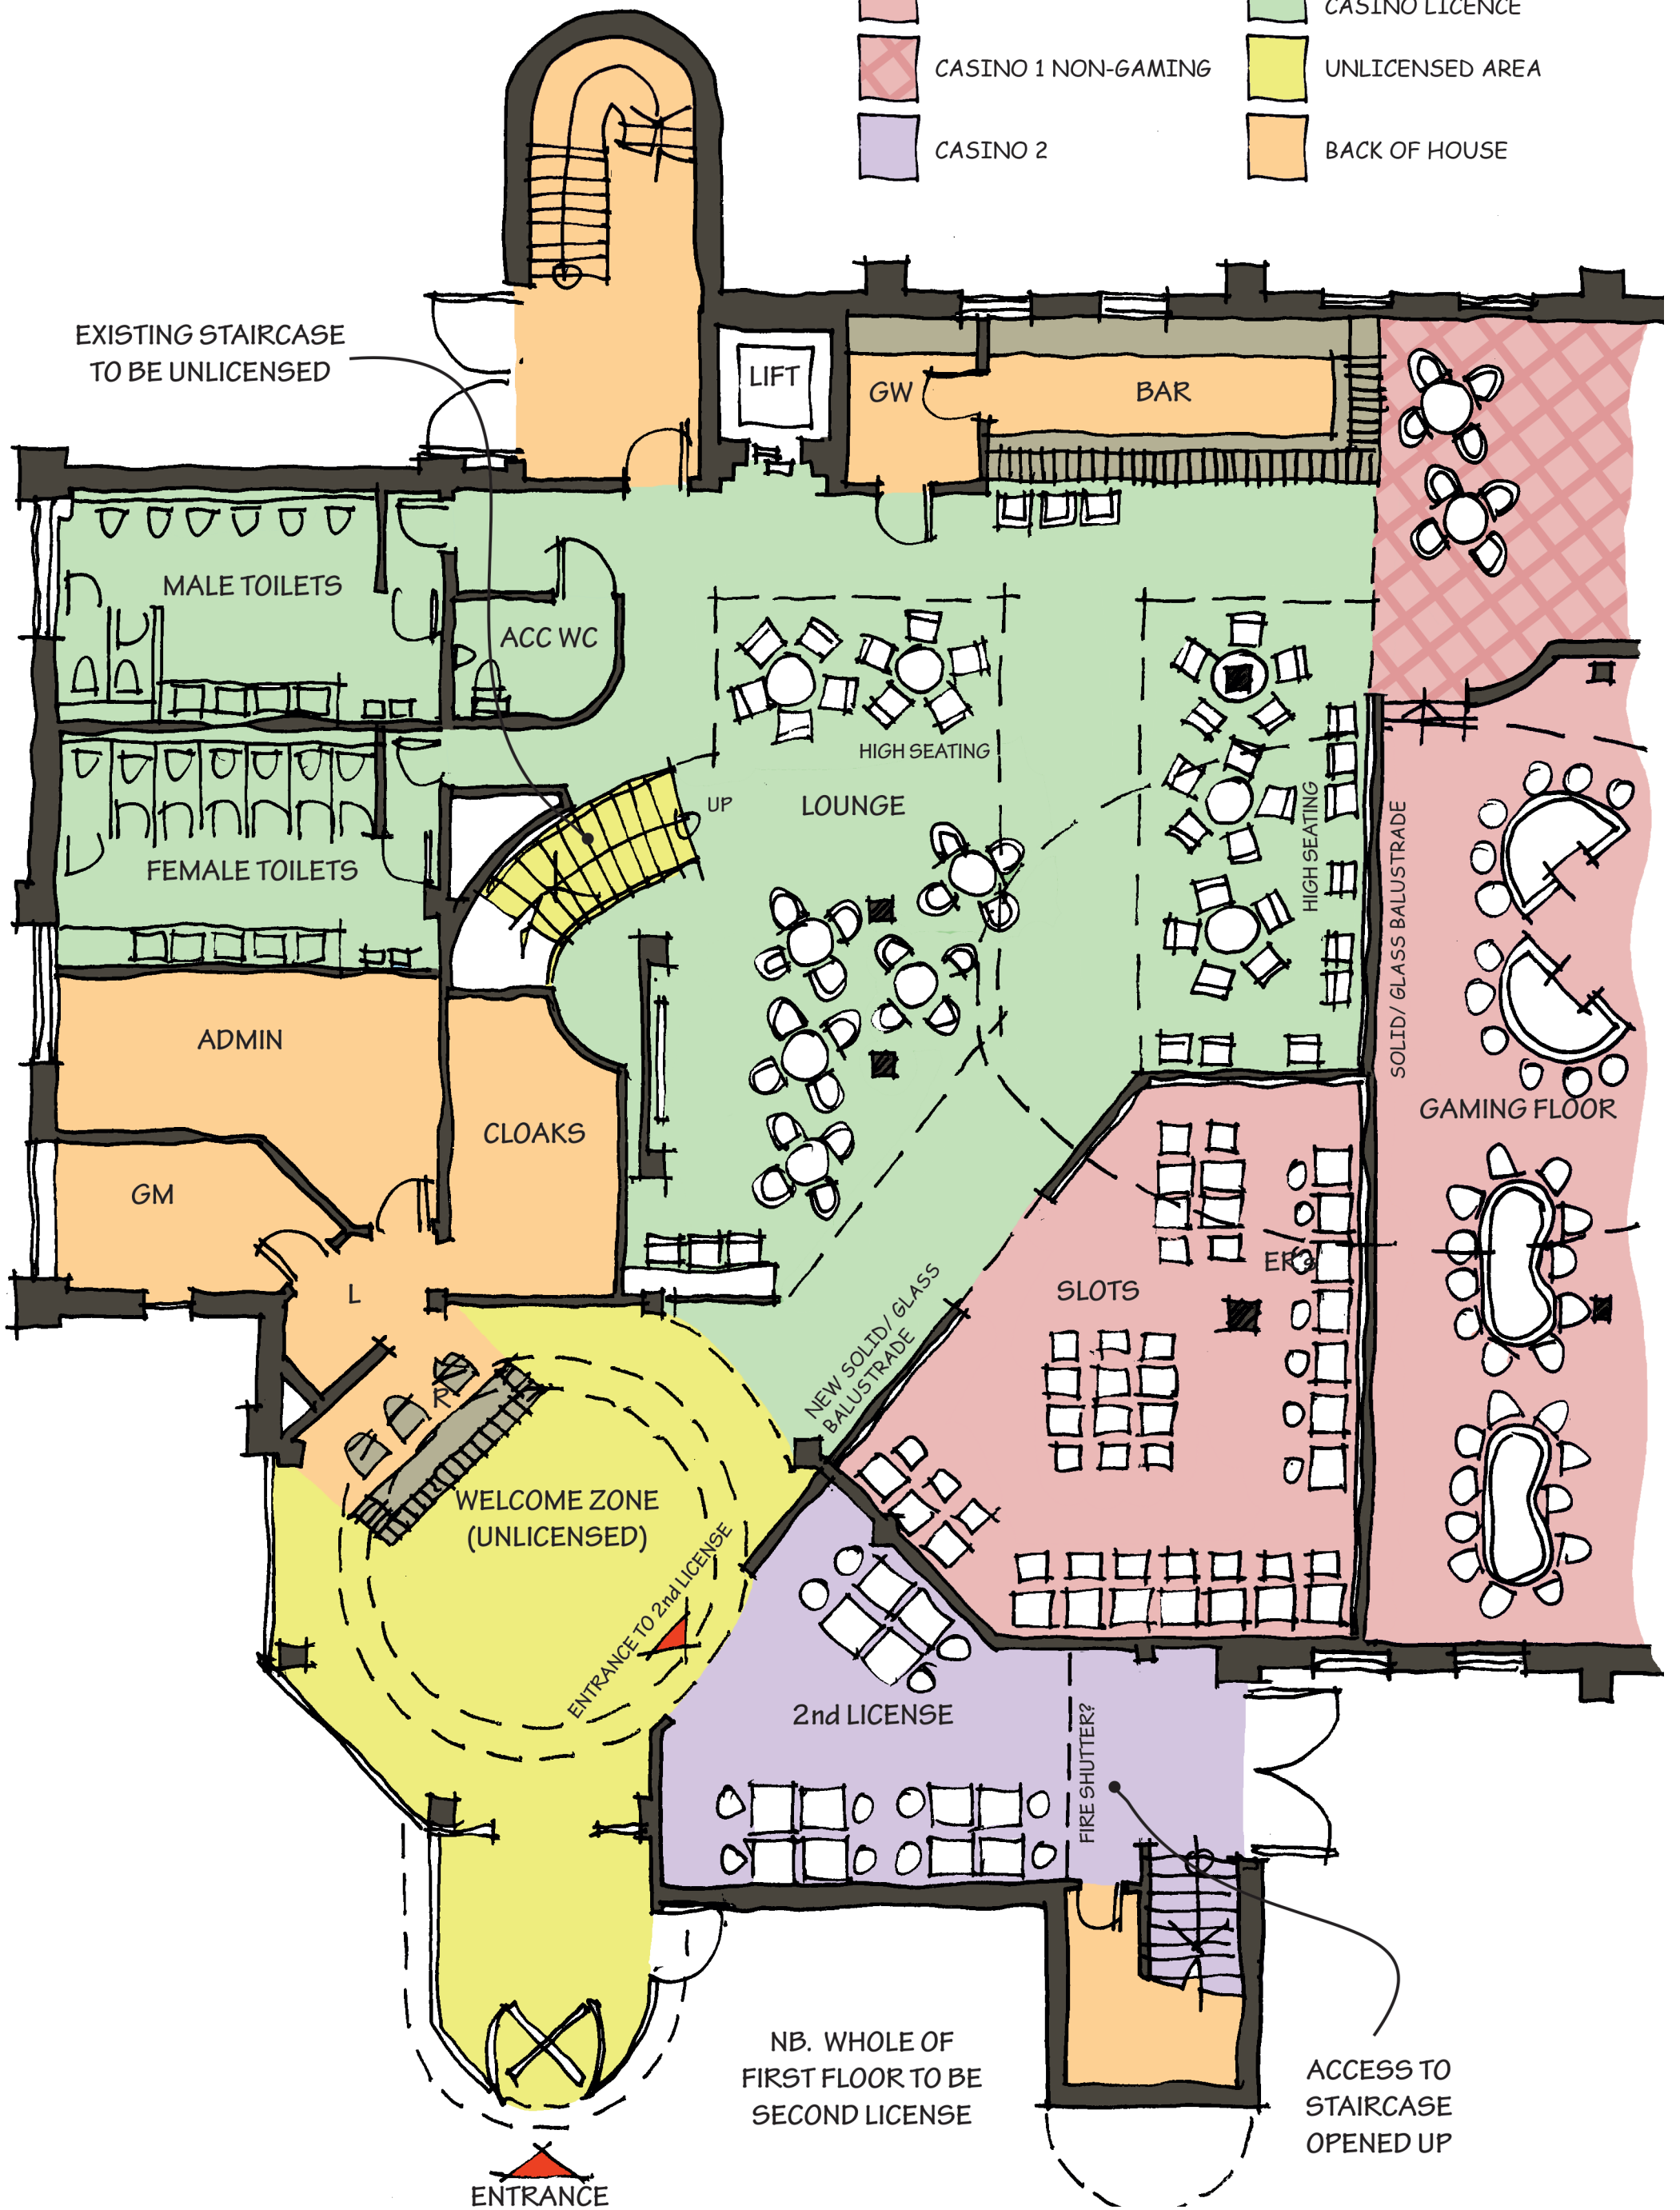 CASINO LICENCE
CASINO 1 NON-GAMING
UNLICENSED AREA
CASINO 2
BACK OF HOUSE
EXISTING STAIRCASE
TO BE UNLICENSED
LIFT
GW
BAR
MALE TOILETS
ACC WC
HIGH SEATING
UP
LOUNGE
HIGH SEATING
SOLID/ GLASS BALUSTRADE
FEMALE TOILETS
ADMIN
CLOAKS
GAMING FLOOR
GM
L
SLOTS
NEW SOLID/ GLASS
BALUSTRADE
R
WELCOME ZONE
(UNLICENSED)
ENTRANCE TO 2nd LICENSE
2nd LICENSE
FIRE SHUTTER?
NB. WHOLE OF
FIRST FLOOR TO BE
SECOND LICENSE
ACCESS TO
STAIRCASE
OPENED UP
ENTRANCE